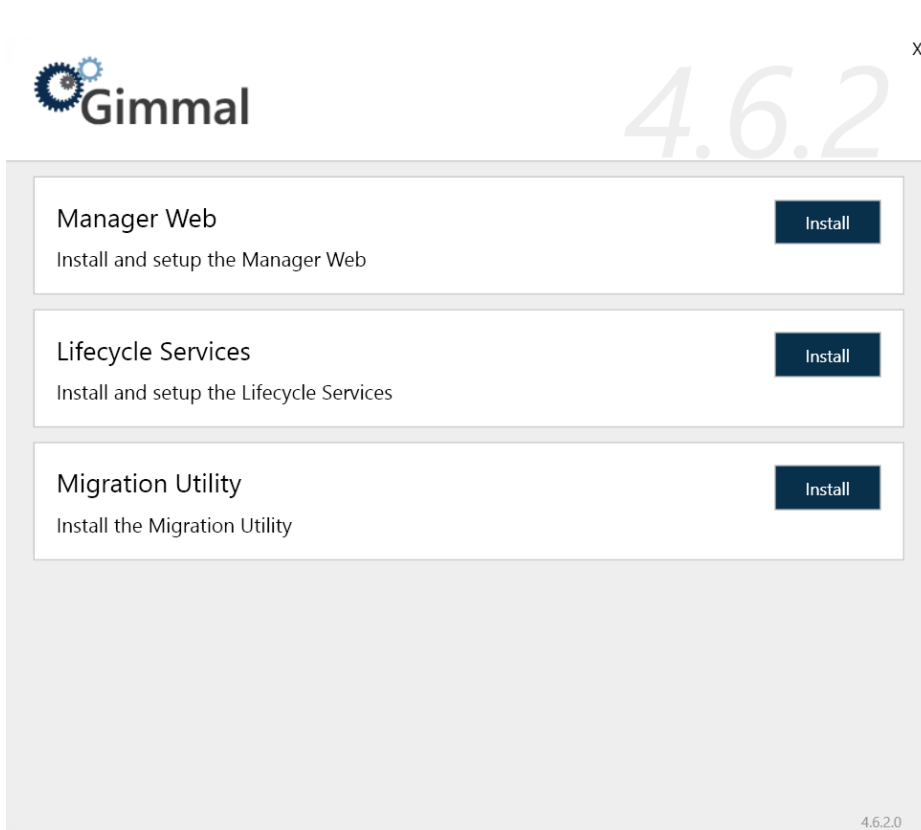 X
Gimmal
4.6.2
Manager Web
Install
Install and setup the Manager Web
Lifecycle Services
Install
Install and setup the Lifecycle Services
Migration Utility
Install
Install the Migration Utility
4.6.2.0